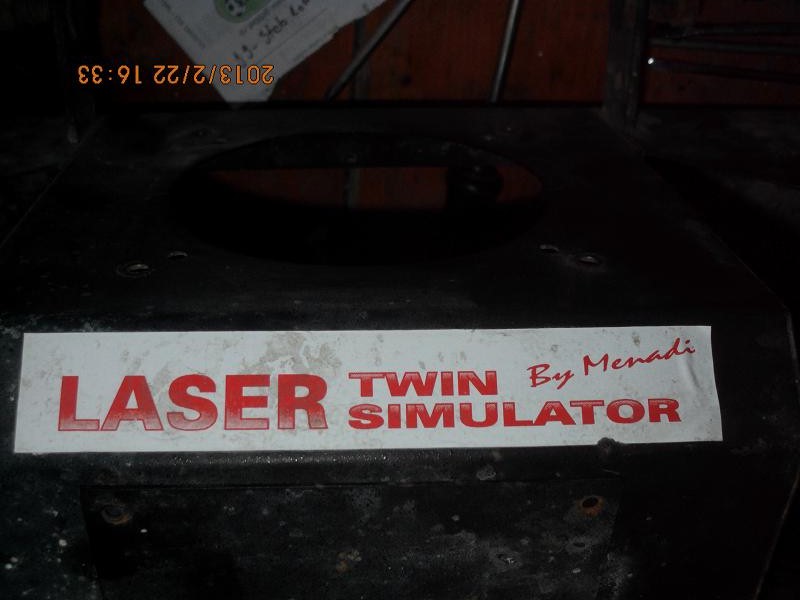 2013/2/22 16:33
LASER TWIN SIMULATOR By Menadi